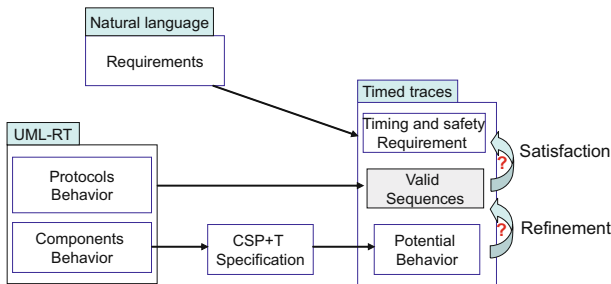 Natural language
Requirements
Timed traces
Timing and safety
Requirement
UML-RT
Satisfaction
?
Protocols
Behavior
Valid
Sequences
?
Refinement
Components
Behavior
CSP+T
Specification
Potential
Behavior